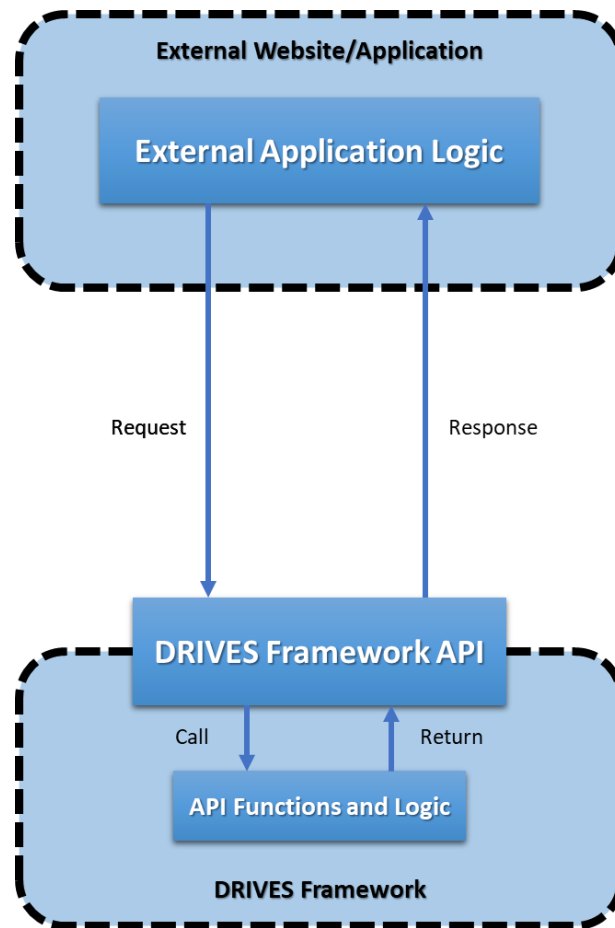 External Website/Application
External Application Logic
Request
Response
DRIVES Framework API
Call
Return
API Functions and Logic
DRIVES Framework